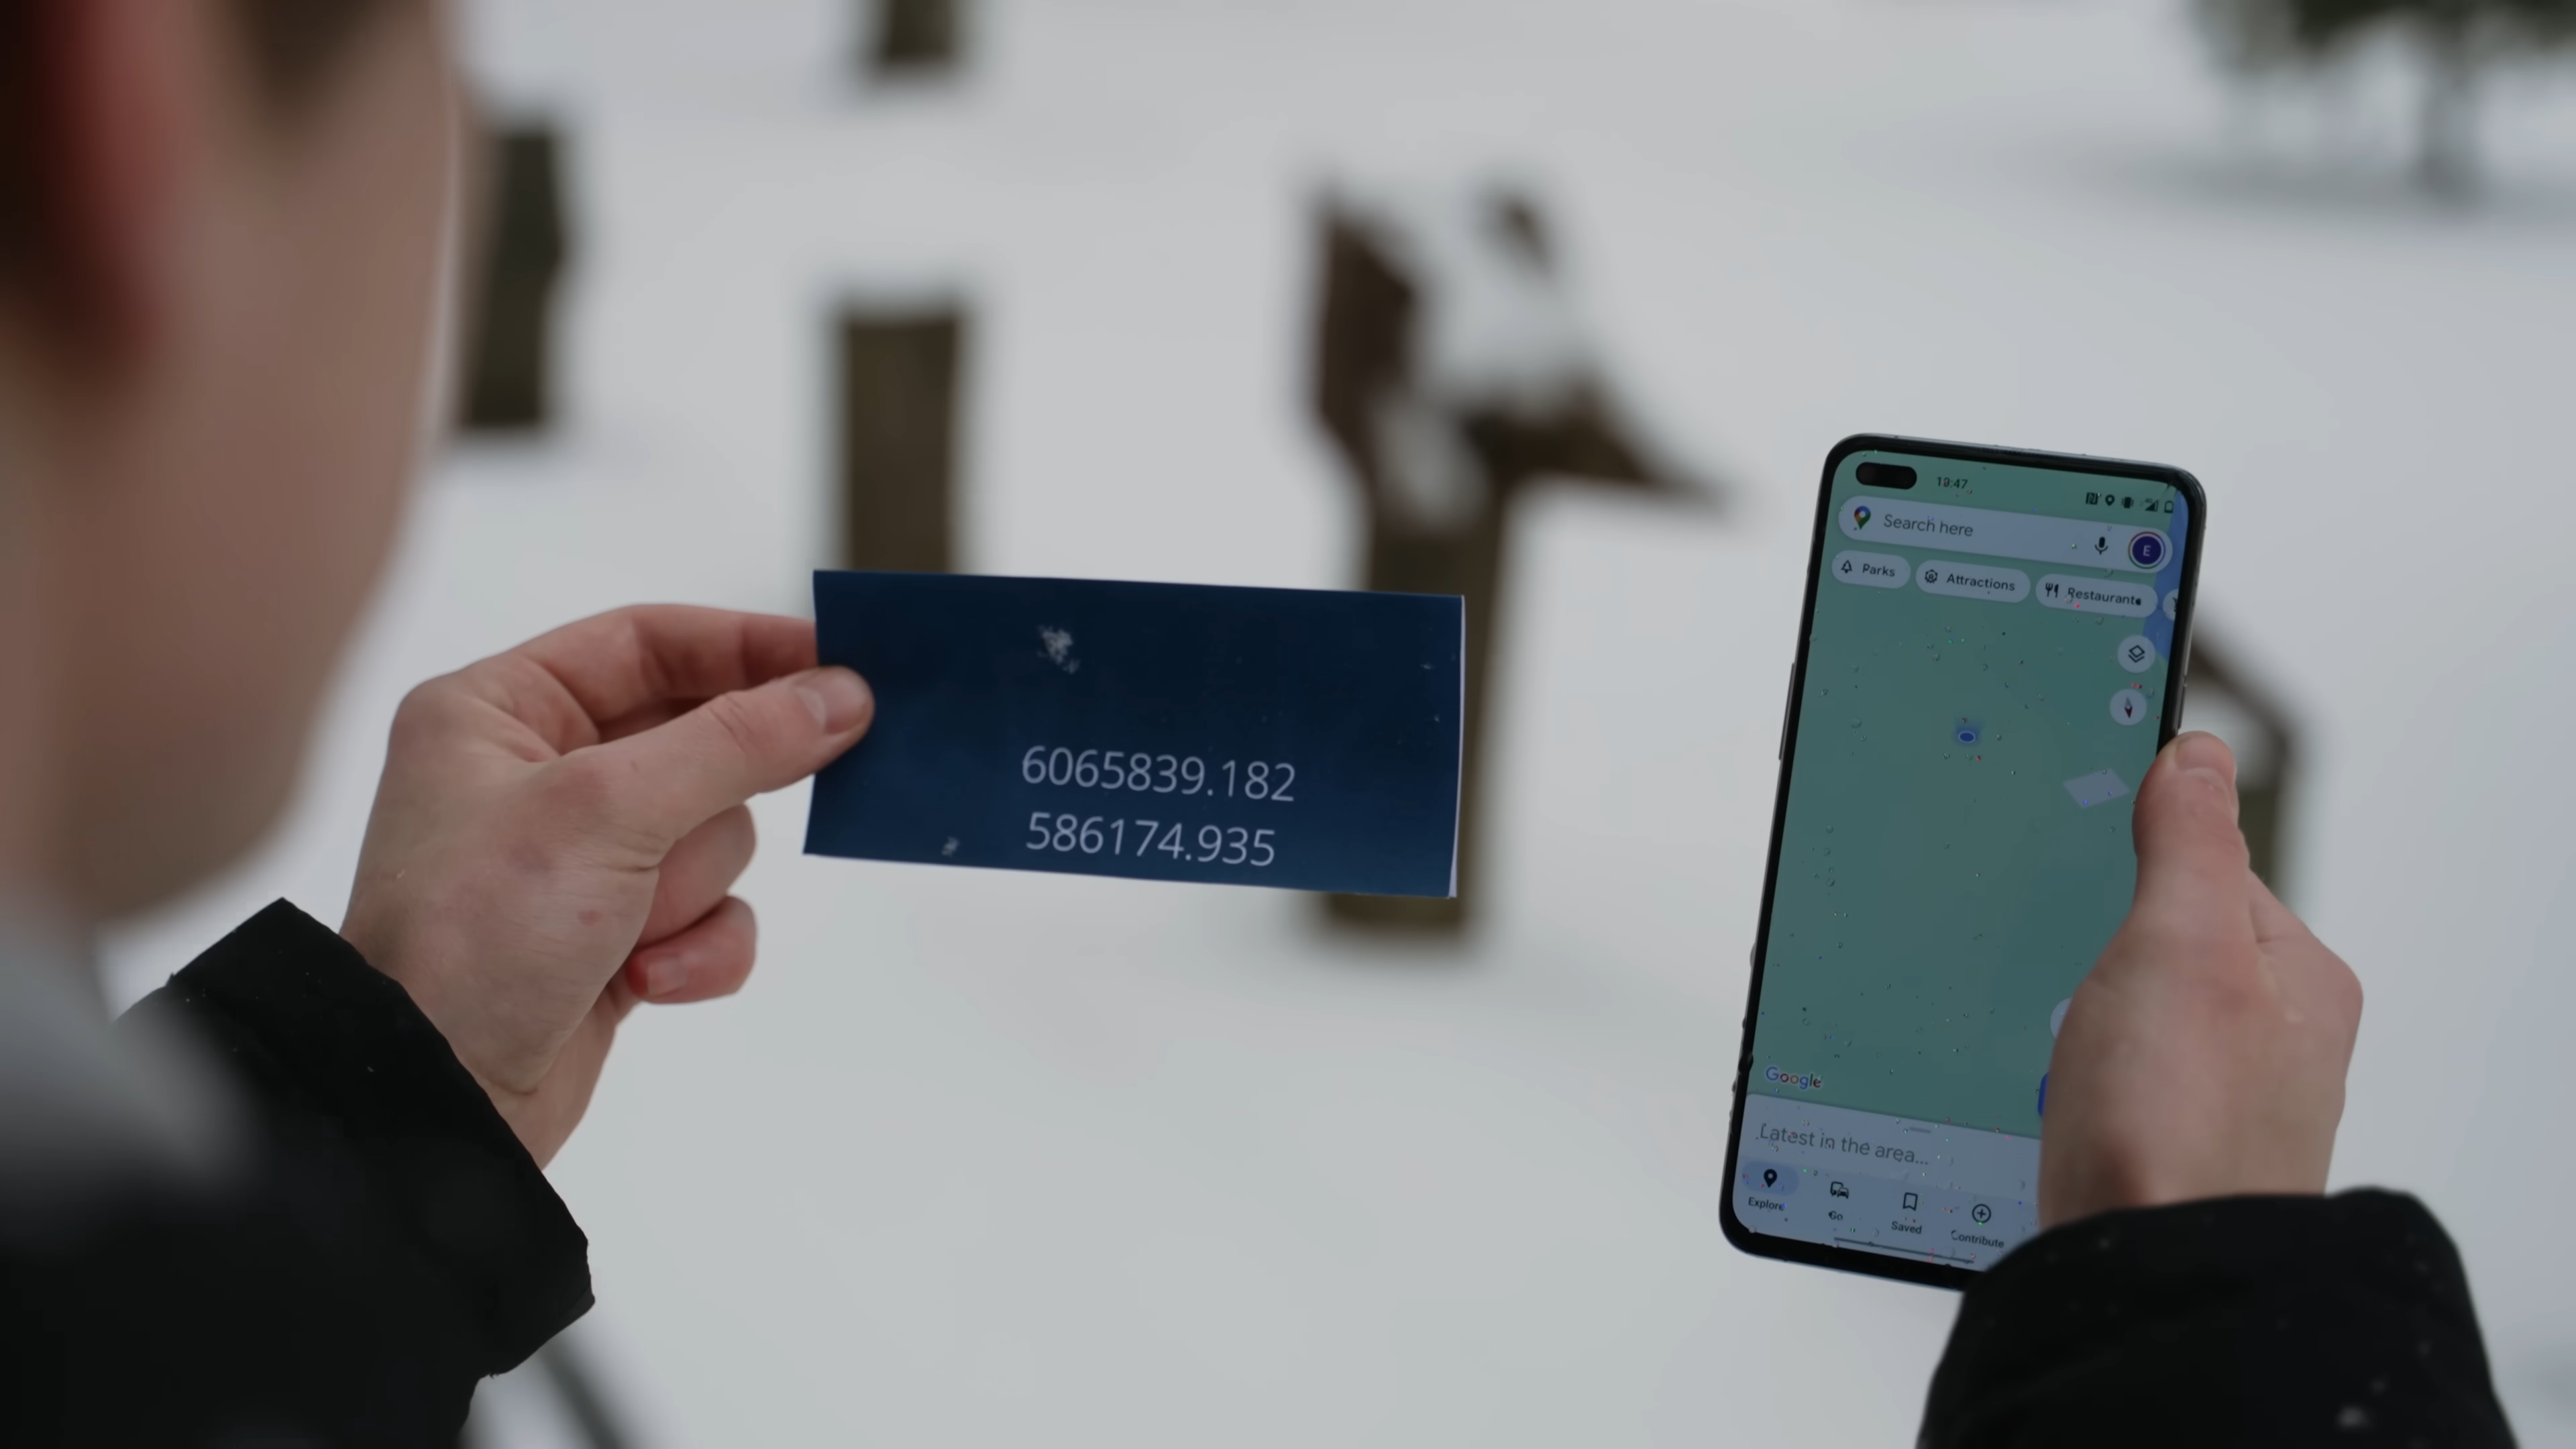 6065839.182
586174.935
19:47
Search here
E
Parks
Attractions
Restaurants
Google
Latest in the area...
Explore
Go
Saved
Contribute